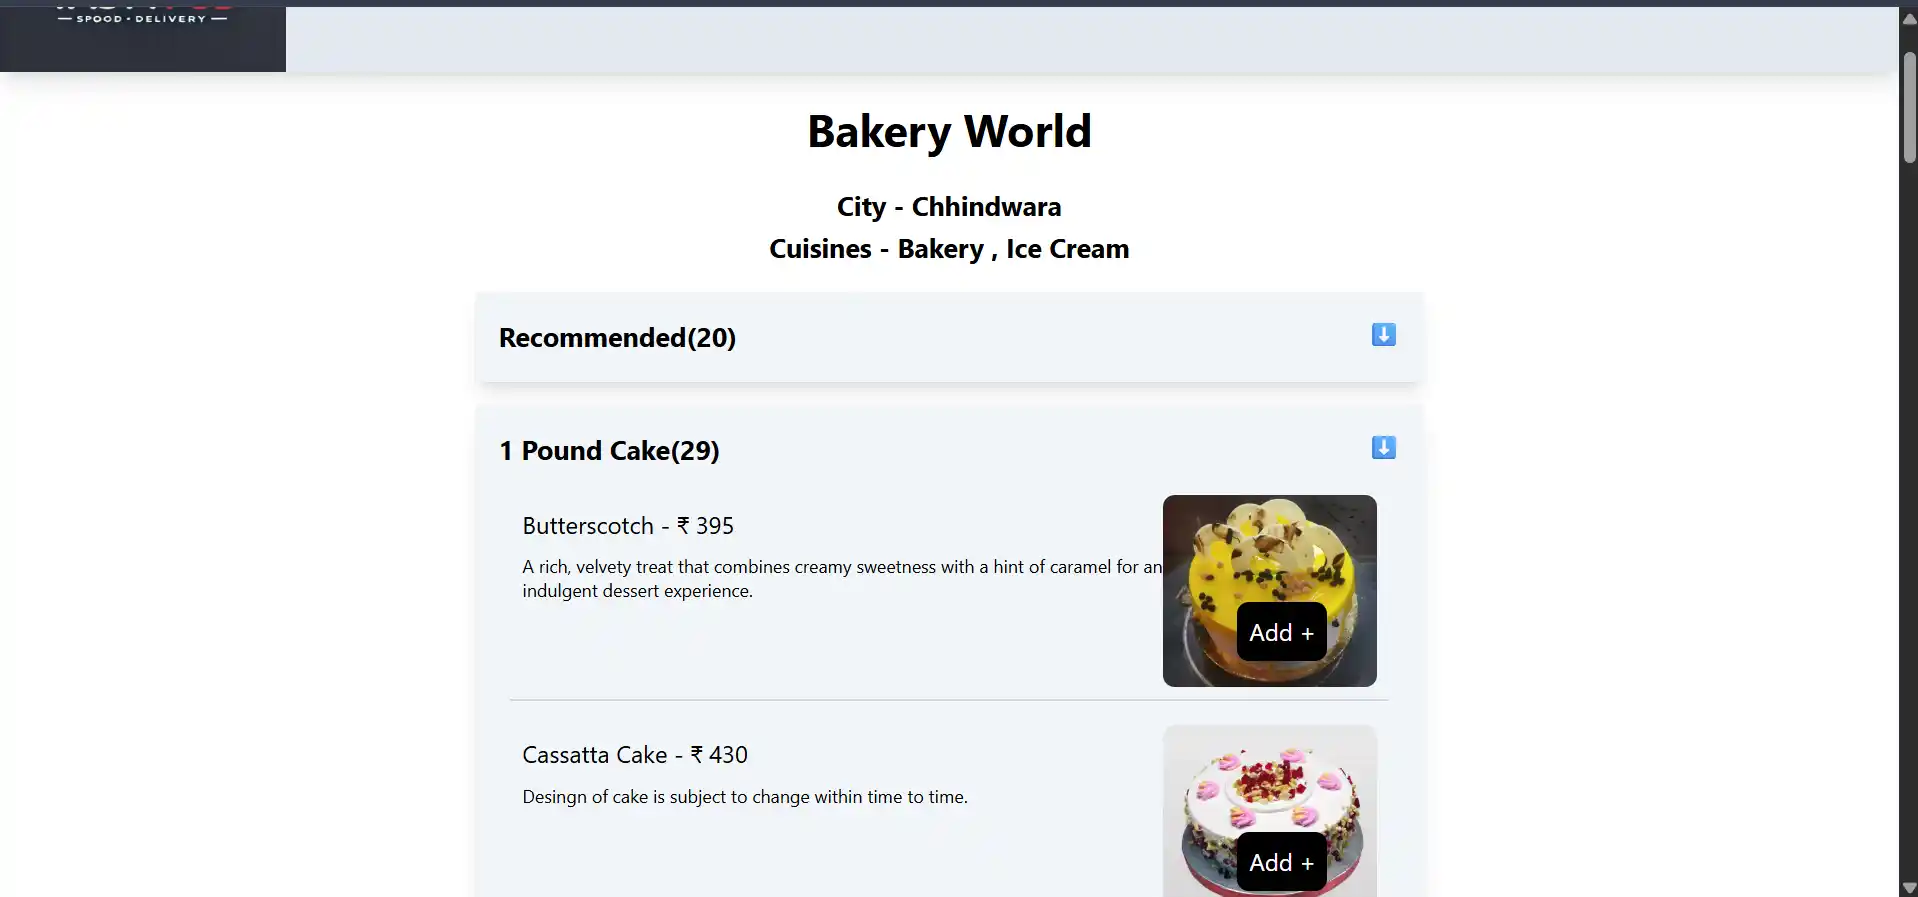 SPOOD • DELIVERY
Bakery World
City - Chhindwara
Cuisines - Bakery , Ice Cream
Recommended(20)
1 Pound Cake(29)
Butterscotch - ₹ 395
A rich, velvety treat that combines creamy sweetness with a hint of caramel for an
indulgent dessert experience.
Add +
Cassatta Cake - ₹ 430
Desingn of cake is subject to change within time to time.
Add +